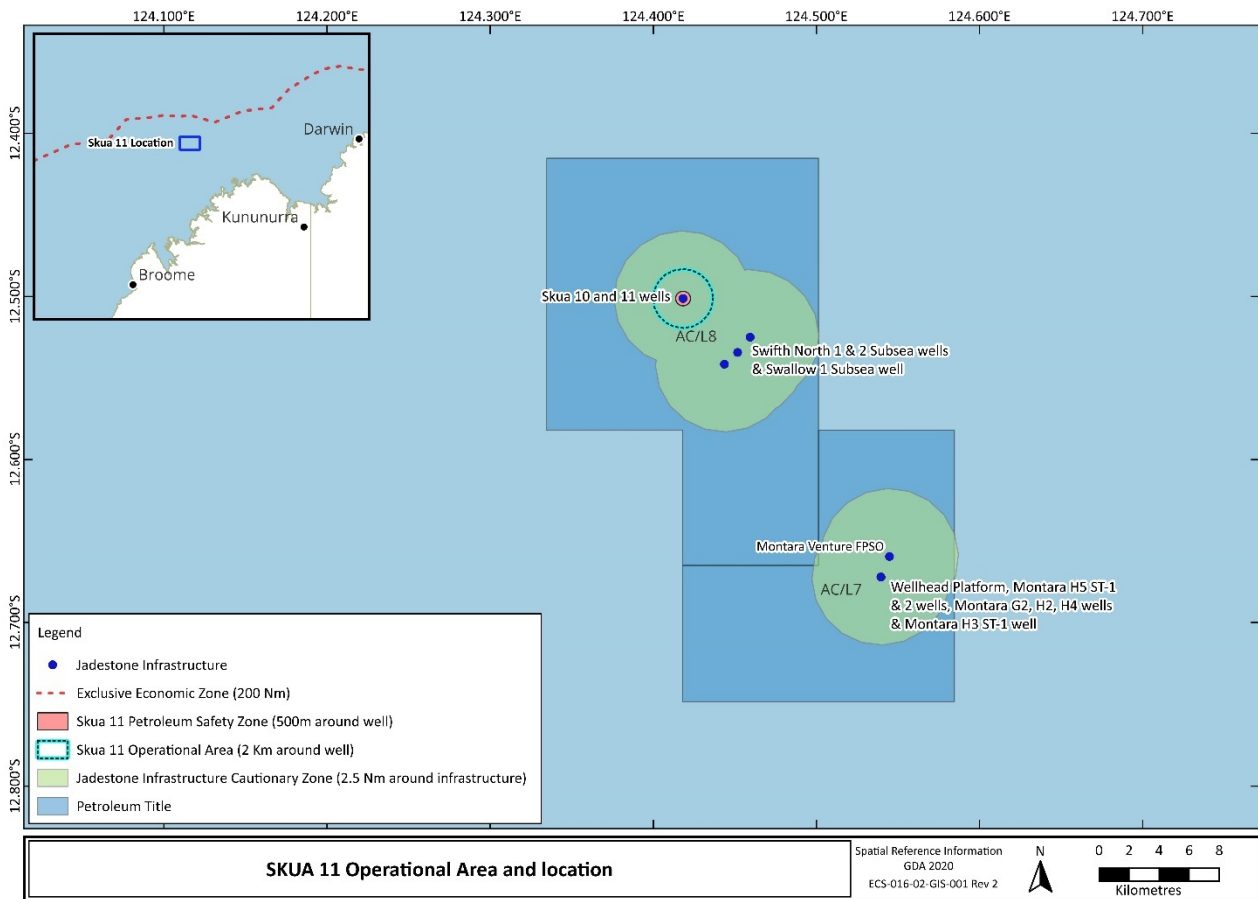 124.100°E 124.200°E 124.300°E 124.400°E 124.500°E 124.600°E 124.700°E
12.400°S
12.500°S
12.600°S
12.700°S
12.800°S
Skua 11 Location
Darwin
Kununurra
Broome
Skua 10 and 11 wells
AC/L8
Swifth North 1 & 2 Subsea wells
& Swallow 1 Subsea well
Montara Venture FPSO
AC/L7
Wellhead Platform, Montara H5 ST-1
& 2 wells, Montara G2, H2, H4 wells
& Montara H3 ST-1 well
Legend
Jadestone Infrastructure
Exclusive Economic Zone (200 Nm)
Skua 11 Petroleum Safety Zone (500m around well)
Skua 11 Operational Area (2 Km around well)
Jadestone Infrastructure Cautionary Zone (2.5 Nm around infrastructure)
Petroleum Title
SKUA 11 Operational Area and location
Spatial Reference Information
GDA 2020
ECS-016-02-GIS-001 Rev 2
N
0 2 4 6 8
Kilometres